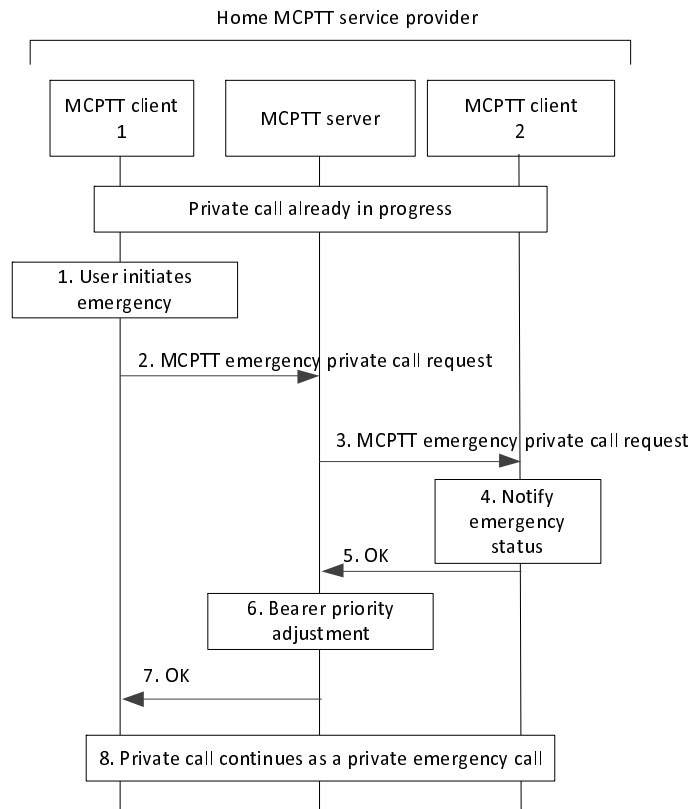 Home MCPTT service provider
MCPTT client
1
MCPTT server
MCPTT client
2
Private call already in progress
1. User initiates
emergency
2. MCPTT emergency private call request
3. MCPTT emergency private call request
4. Notify
emergency
status
5. OK
6. Bearer priority
adjustment
7. OK
8. Private call continues as a private emergency call